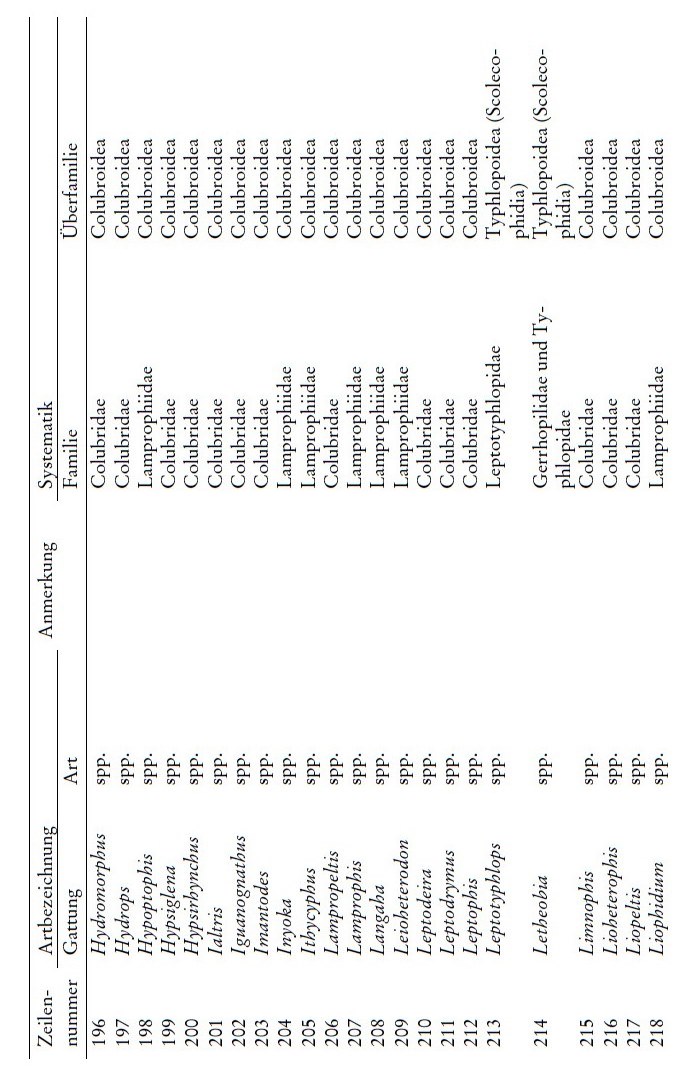 Zeilen- Artbezeichnung Anmerkung Systematik
nummer Gattung Art Familie Überfamilie
196 Hydromorphus spp. Colubridae Colubroidea
197 Hydrops spp. Colubridae Colubroidea
198 Hypoptophis spp. Lamprophiidae Colubroidea
199 Hypsiglena spp. Colubridae Colubroidea
200 Hypsirhynchus spp. Colubridae Colubroidea
201 Ialtris spp. Colubridae Colubroidea
202 Iguanognathus spp. Colubridae Colubroidea
203 Imantodes spp. Colubridae Colubroidea
204 Inyoka spp. Lamprophiidae Colubroidea
205 Ithycyphus spp. Lamprophiidae Colubroidea
206 Lampropeltis spp. Colubridae Colubroidea
207 Lamprophis spp. Lamprophiidae Colubroidea
208 Langaha spp. Lamprophiidae Colubroidea
209 Leioheterodon spp. Lamprophiidae Colubroidea
210 Leptodeira spp. Colubridae Colubroidea
211 Leptodrymus spp. Colubridae Colubroidea
212 Leptophis spp. Colubridae Colubroidea
213 Leptotyphlops spp. Leptotyphlopidae Typhlopoidea (Scoleco-
phidia)
214 Letheobia spp. Gerrhopilidae und Ty- Typhlopoidea (Scoleco-
phlopidae phidia)
215 Limnophis spp. Colubridae Colubroidea
216 Lioheterophis spp. Colubridae Colubroidea
217 Liopeltis spp. Colubridae Colubroidea
218 Liophidium spp. Lamprophiidae Colubroidea